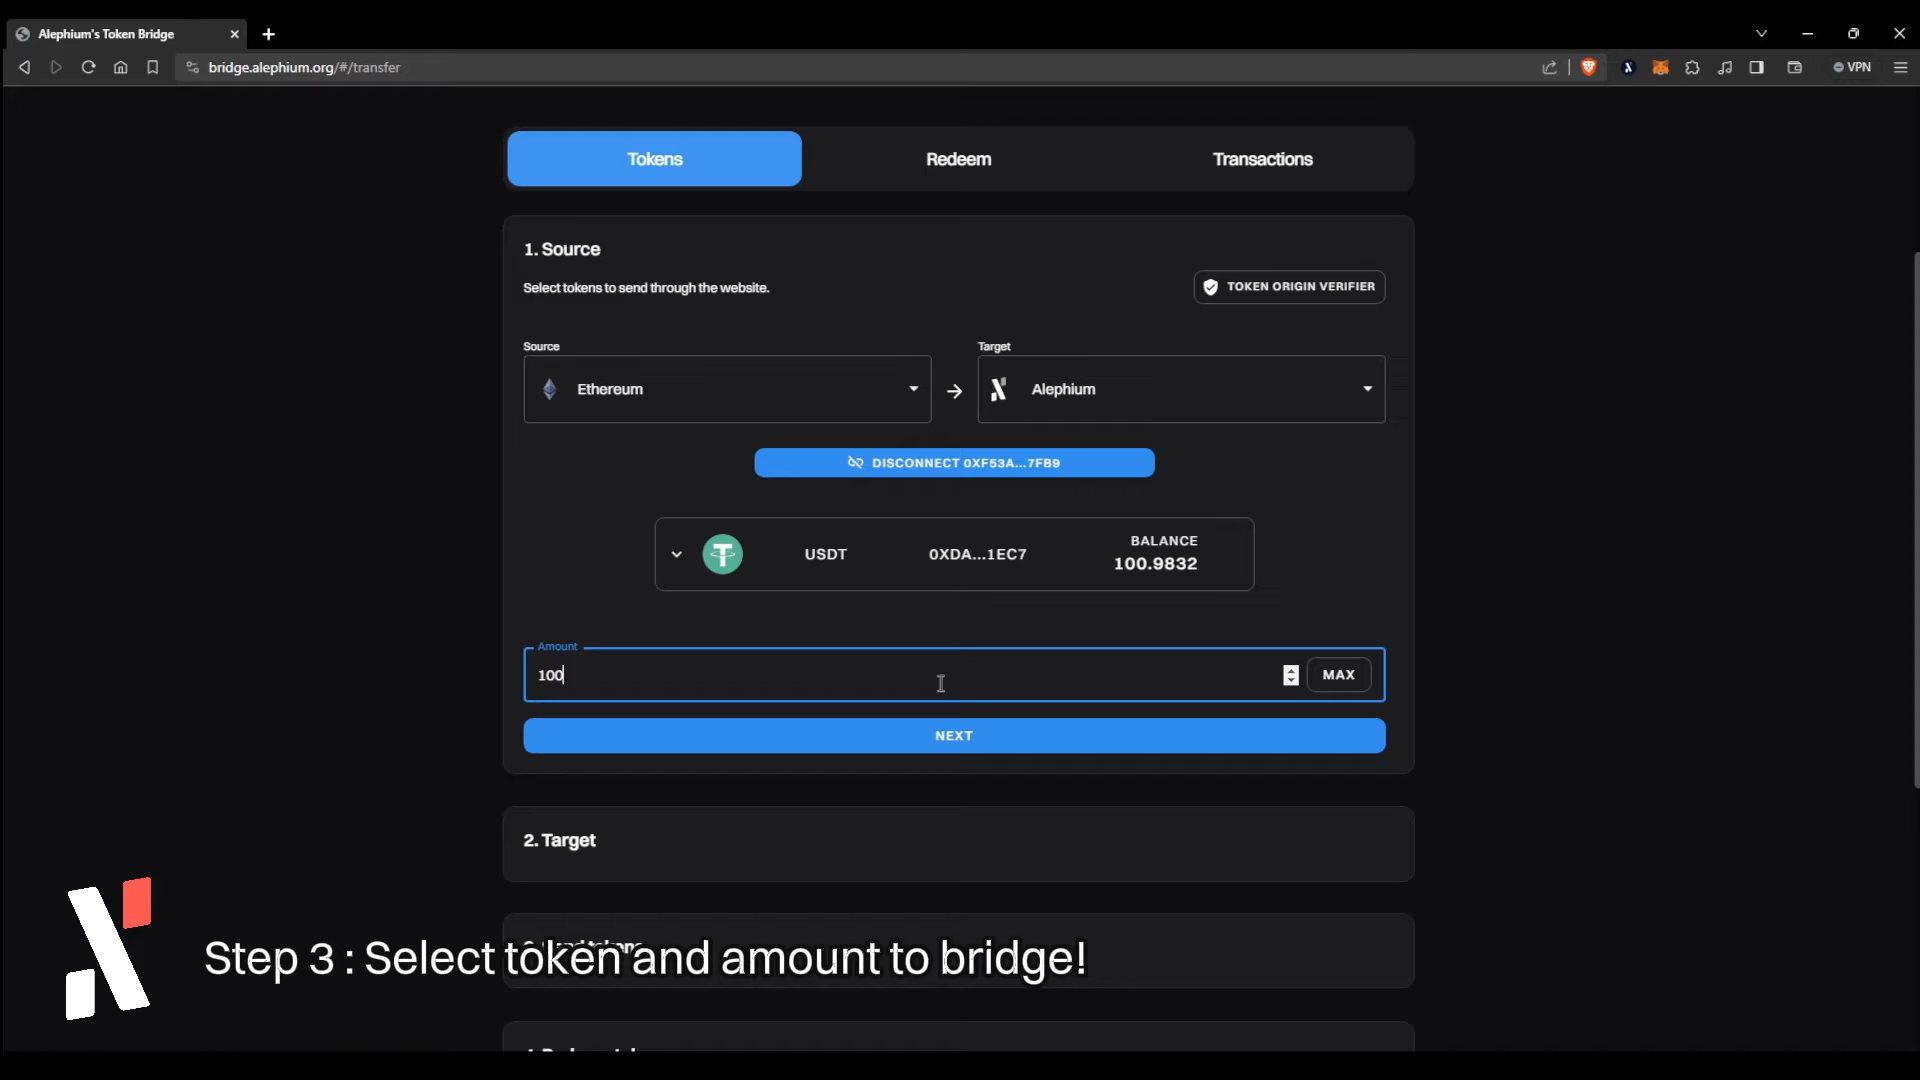 Alephium's Token Bridge
bridge.alephium.org/#/transfer
VPN
Tokens
Redeem
Transactions
1. Source
Select tokens to send through the website.
TOKEN ORIGIN VERIFIER
Source
Target
Ethereum
Alephium
DISCONNECT 0XF53A...7FB9
USDT
0XDA...1EC7
BALANCE
100.9832
Amount
100
MAX
NEXT
2. Target
Step 3 : Select token and amount to bridge!